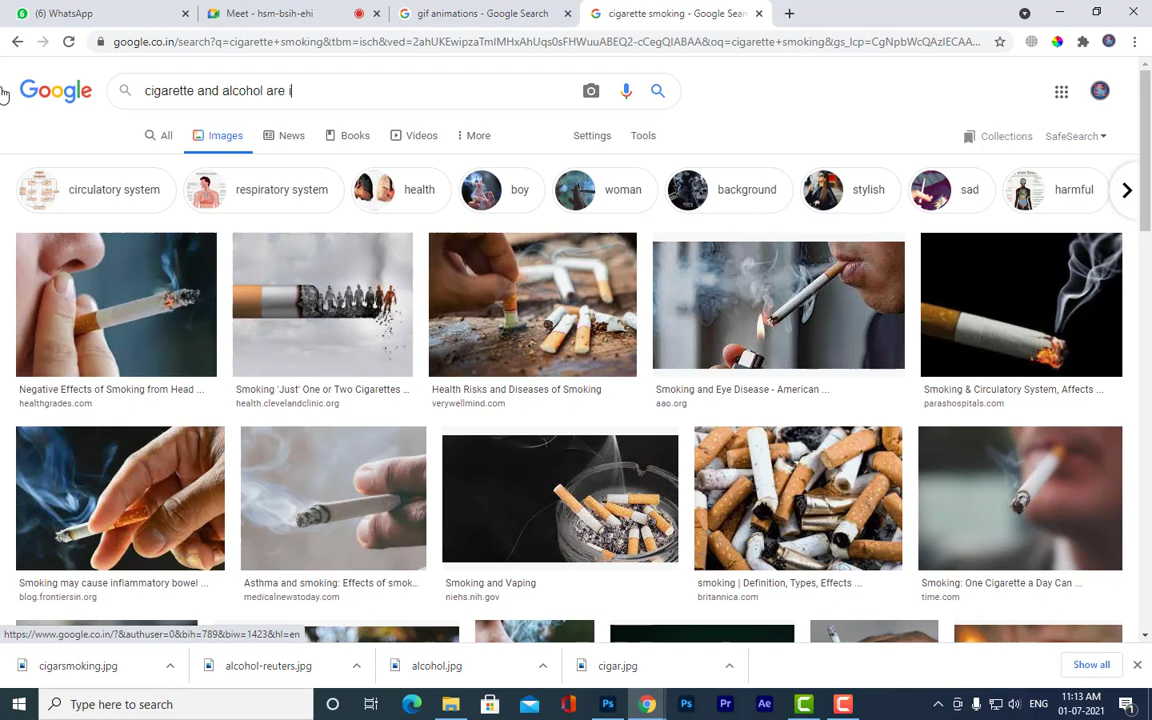 (6) WhatsApp
Meet - hsm-bsih-ehi
gif animations - Google Search
cigarette smoking - Google Sear
google.co.in/search?q=cigarette+smoking&tbm=isch&ved=2ahUKEwipzaTmlMHxAhUqs0sFHWuuABEQ2-cCegQIABAA&oq=cigarette+smoking&gs_lcp=CgNpbWcQAzIECAA...
Google
cigarette and alcohol are i
All
Images
News
Books
Videos
More
Settings
Tools
Collections
SafeSearch
circulatory system
respiratory system
health
boy
woman
background
stylish
sad
harmful
Negative Effects of Smoking from Head ...
healthgrades.com
Smoking 'Just' One or Two Cigarettes ...
health.clevelandclinic.org
Health Risks and Diseases of Smoking
verywellmind.com
Smoking and Eye Disease - American ...
aao.org
Smoking & Circulatory System, Affects ...
parashospitals.com
Smoking may cause inflammatory bowel ...
blog.frontiersin.org
Asthma and smoking: Effects of smok...
medicalnewstoday.com
Smoking and Vaping
niehs.nih.gov
smoking | Definition, Types, Effects ...
britannica.com
Smoking: One Cigarette a Day Can ...
time.com
https://www.google.co.in/?&authuser=0&bih=789&biw=1423&hl=en
cigarsmoking.jpg
alcohol-reuters.jpg
alcohol.jpg
cigar.jpg
Show all
Type here to search
Ps
Ps
Pr
Ae
C
C
ENG
11:13 AM
01-07-2021
1